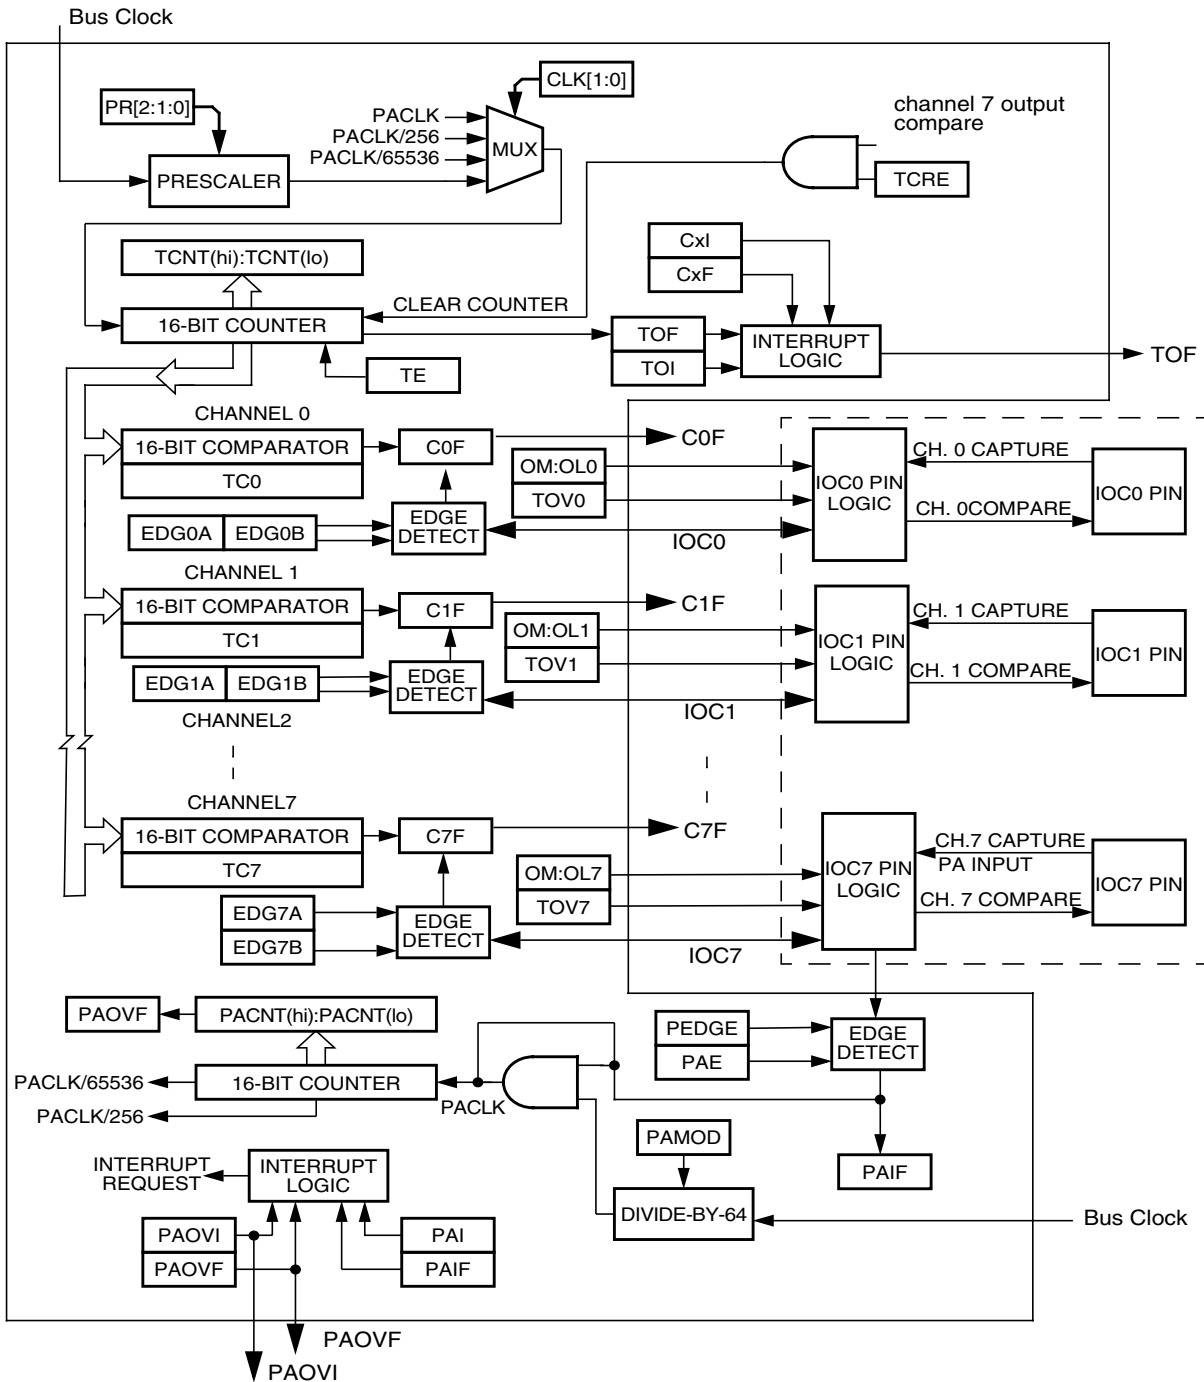 Bus Clock
CLK[1:0]
PR[2:1:0]
channel 7 output
compare
PACLK
PACLK/256
PACLK/65536
MUX
PRESCALER
TCRE
TCNT(hi):TCNT(lo)
CxI
CxF
CLEAR COUNTER
16-BIT COUNTER
TOF
TOI
INTERRUPT
LOGIC
TOF
TE
CHANNEL 0
16-BIT COMPARATOR
TC0
C0F
C0F
OM:OL0
TOV0
EDG0A
EDG0B
EDGE
DETECT
IOC0
IOC0 PIN
LOGIC
CH. 0 CAPTURE
CH. 0COMPARE
IOC0 PIN
CHANNEL 1
16-BIT COMPARATOR
TC1
C1F
C1F
OM:OL1
TOV1
EDG1A
EDG1B
EDGE
DETECT
IOC1
IOC1 PIN
LOGIC
CH. 1 CAPTURE
CH. 1 COMPARE
IOC1 PIN
CHANNEL2
CHANNEL7
16-BIT COMPARATOR
TC7
C7F
C7F
OM:OL7
TOV7
EDG7A
EDG7B
EDGE
DETECT
IOC7
IOC7 PIN
LOGIC
CH.7 CAPTURE
PA INPUT
CH. 7 COMPARE
IOC7 PIN
PAOVF
PACNT(hi):PACNT(lo)
PEDGE
PAE
EDGE
DETECT
PACLK/65536
16-BIT COUNTER
PACLK
PACLK/256
PAMOD
PAIF
INTERRUPT
REQUEST
INTERRUPT
LOGIC
DIVIDE-BY-64
Bus Clock
PAOVI
PAOVF
PAI
PAIF
PAOVF
PAOVI